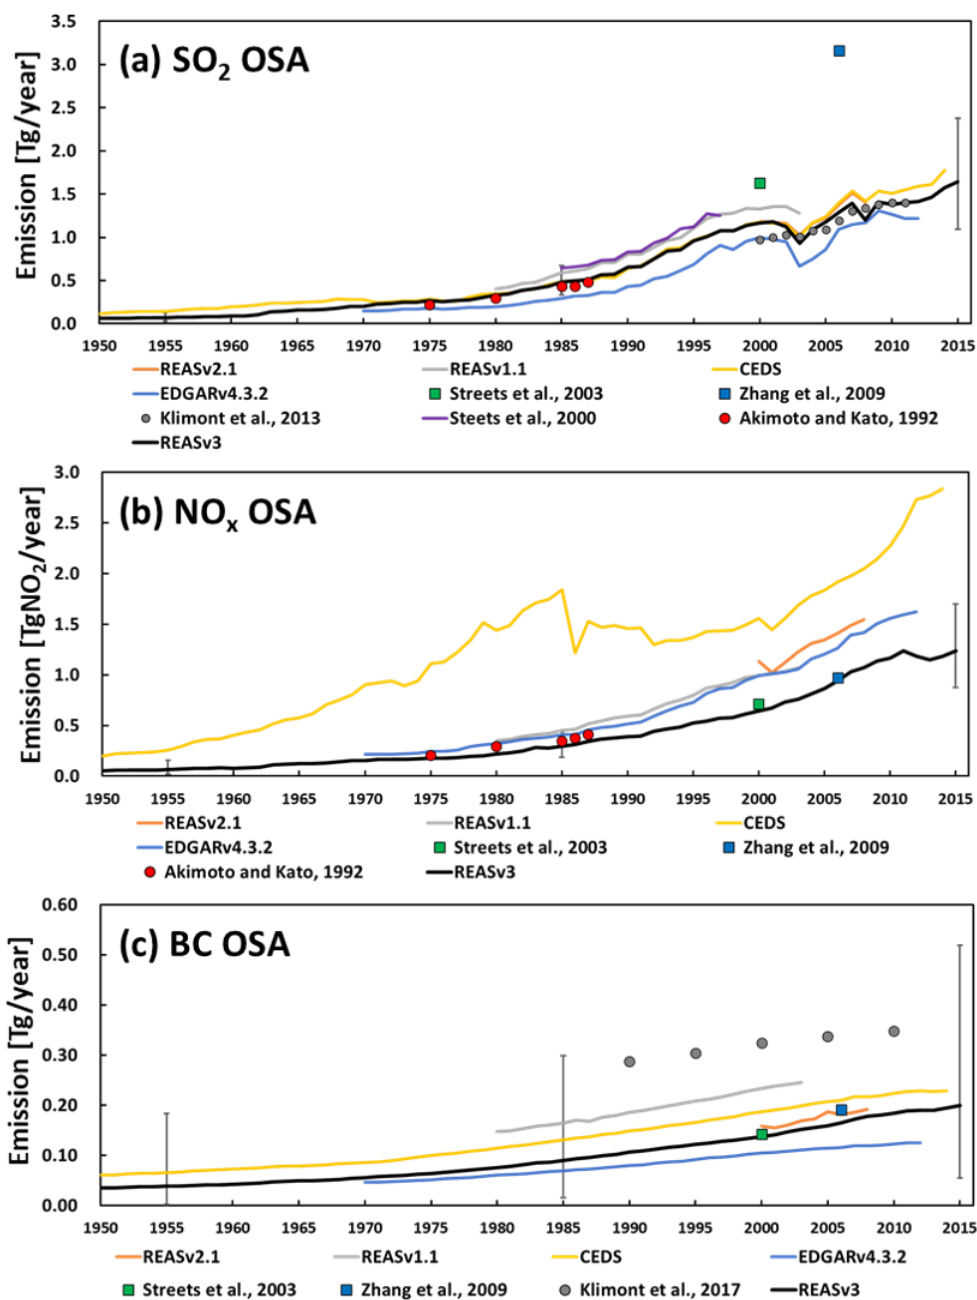 (a) SO2 OSA
Emission [Tg/year]
3.5
3.0
2.5
2.0
1.5
1.0
0.5
0.0
1950 1955 1960 1965 1970 1975 1980 1985 1990 1995 2000 2005 2010 2015
REASv2.1 REASv1.1 CEDS
EDGARv4.3.2 Streets et al., 2003 Zhang et al., 2009
Klimont et al., 2013 Steets et al., 2000 Akimoto and Kato, 1992
REASv3
(b) NOx OSA
Emission [TgNO2/year]
3.0
2.5
2.0
1.5
1.0
0.5
0.0
1950 1955 1960 1965 1970 1975 1980 1985 1990 1995 2000 2005 2010 2015
REASv2.1 REASv1.1 CEDS
EDGARv4.3.2 Streets et al., 2003 Zhang et al., 2009
Akimoto and Kato, 1992 REASv3
(c) BC OSA
Emission [Tg/year]
0.60
0.50
0.40
0.30
0.20
0.10
0.00
1950 1955 1960 1965 1970 1975 1980 1985 1990 1995 2000 2005 2010 2015
REASv2.1 REASv1.1 CEDS EDGARv4.3.2
Streets et al., 2003 Zhang et al., 2009 Klimont et al., 2017 REASv3